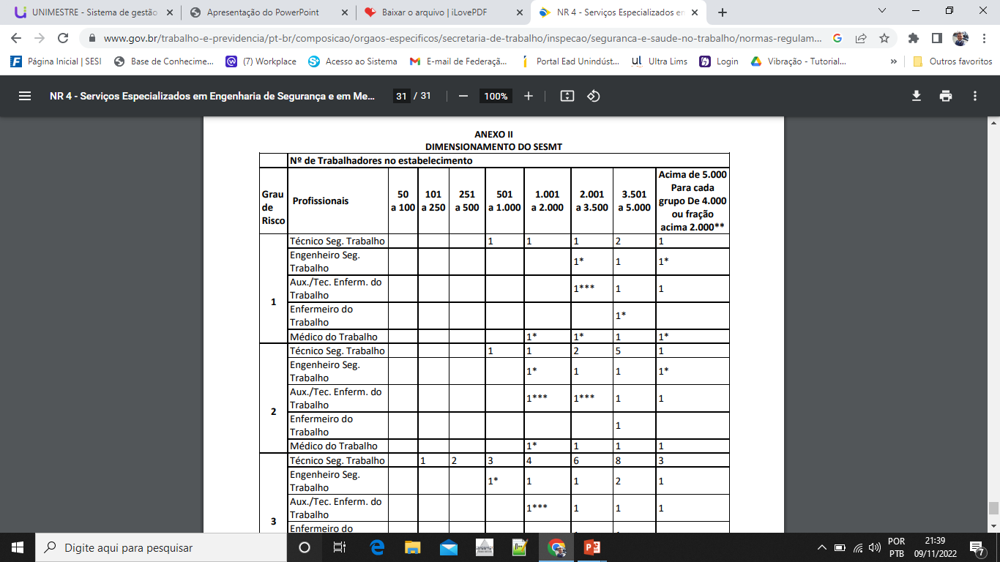 UNIMESTRE - Sistema de gestão
Apresentação do PowerPoint
Baixar o arquivo | iLovePDF
NR 4 - Serviços Especializados en
www.gov.br/trabalho-e-previdencia/pt-br/composicao/orgaos-especificos/secretaria-de-trabalho/inspecao/seguranca-e-saude-no-trabalho/normas-regulam...
Página Inicial | SESI
Base de Conhecime...
(7) Workplace
Acesso ao Sistema
E-mail de Federaçã...
Portal Ead Unindúst...
ul Ultra Lims
Login
Vibração - Tutorial...
»
Outros favoritos
NR 4 - Serviços Especializados em Engenharia de Segurança e em Me...
31 / 31
100%
ANEXO II
DIMENSIONAMENTO DO SESMT
Nº de Trabalhadores no estabelecimento
Grau
de
Risco
Profissionais
50
a 100
101
a 250
251
a 500
501
a 1.000
1.001
a 2.000
2.001
a 3.500
3.501
a 5.000
Acima de 5.000
Para cada
grupo De 4.000
ou fração
acima 2.000**
1
Técnico Seg. Trabalho 1 1 1 2 1
Engenheiro Seg.
Trabalho 1* 1 1*
Aux./Tec. Enferm. do
Trabalho 1*** 1 1
Enfermeiro do
Trabalho 1*
Médico do Trabalho 1* 1* 1 1*
2
Técnico Seg. Trabalho 1 1 2 5 1
Engenheiro Seg.
Trabalho 1* 1 1 1*
Aux./Tec. Enferm. do
Trabalho 1*** 1*** 1 1
Enfermeiro do
Trabalho 1
Médico do Trabalho 1* 1 1 1
3
Técnico Seg. Trabalho 1 2 3 4 6 8 3
Engenheiro Seg.
Trabalho 1* 1 1 2 1
Aux./Tec. Enferm. do
Trabalho 1*** 1 1 1
Enfermeiro do
Digite aqui para pesquisar
POR
PTB
21:39
09/11/2022
7